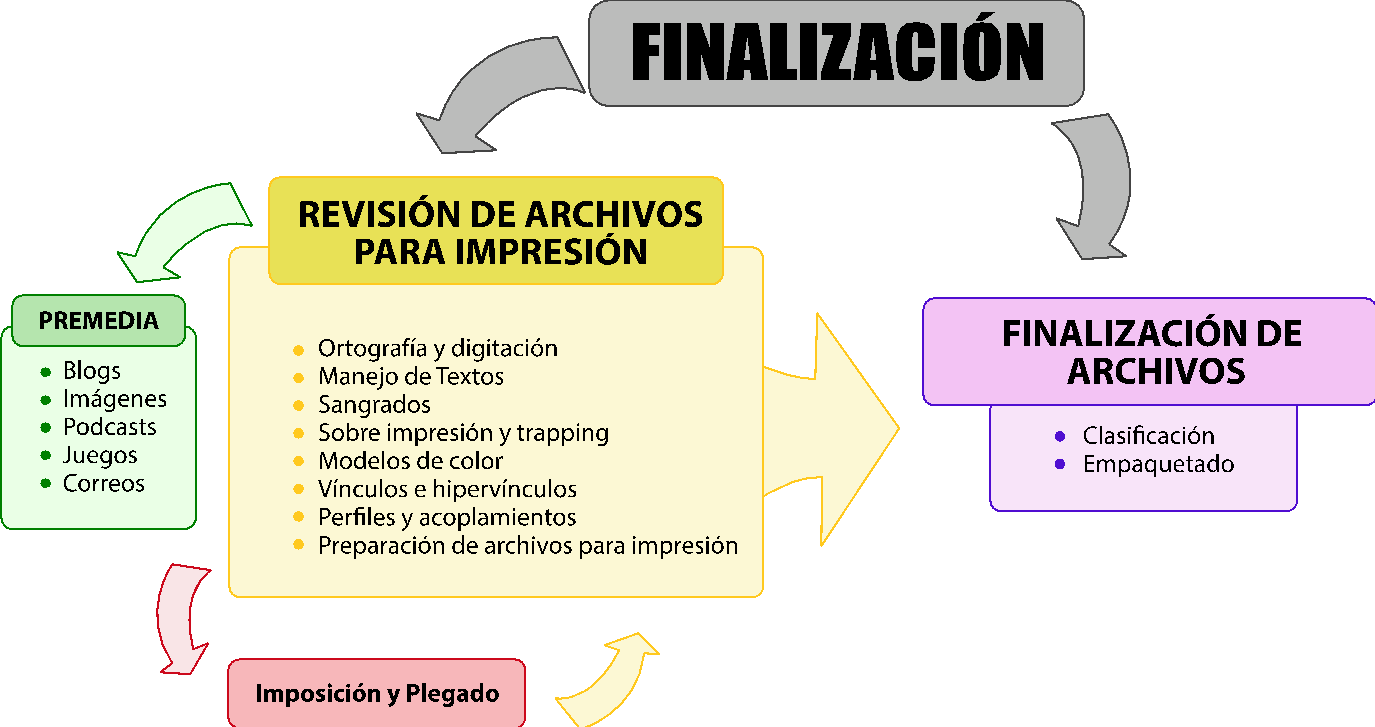 FINALIZACIÓN
REVISIÓN DE ARCHIVOS
PARA IMPRESIÓN
PREMEDIA
Blogs
Imágenes
Podcasts
Juegos
Correos
Ortografía y digitación
Manejo de Textos
Sangrados
Sobre impresión y trapping
Modelos de color
Vínculos e hipervínculos
Perfiles y acoplamientos
Preparación de archivos para impresión
FINALIZACIÓN DE
ARCHIVOS
Clasificación
Empaquetado
Imposición y Plegado